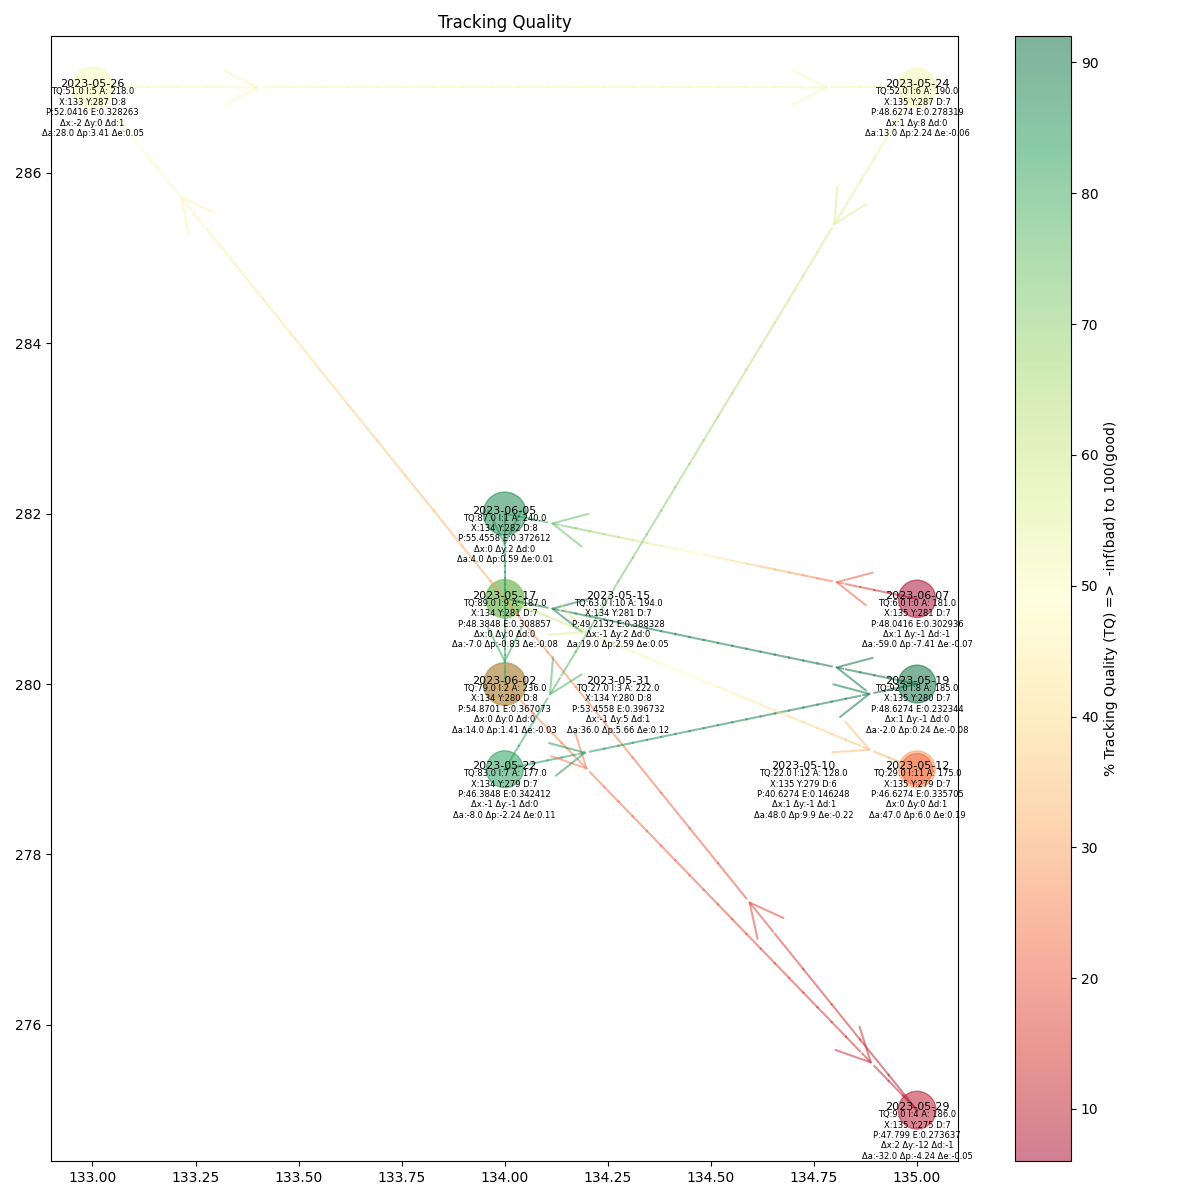 Tracking Quality
2023-05-26
TQ:51.0 I:5 A: 218.0
X:133 Y:287 D:8
P:52.0416 E:0.328263
Δx:-2 Δy:0 Δd:1
Δa:28.0 Δp:3.41 Δe:0.05
2023-05-24
TQ:52.0 I:6 A: 190.0
X:135 Y:287 D:7
P:48.6274 E:0.278319
Δx:1 Δy:8 Δd:0
Δa:13.0 Δp:2.24 Δe:-0.06
2023-06-05
TQ:87.0 I:1 A: 240.0
X:134 Y:282 D:8
P:55.4558 E:0.372612
Δx:0 Δy:2 Δd:0
Δa:4.0 Δp:0.59 Δe:0.01
2023-05-17
TQ:89.0 I:9 A: 187.0
X:134 Y:281 D:7
P:48.3848 E:0.308857
Δx:0 Δy:0 Δd:0
Δa:-7.0 Δp:-0.83 Δe:-0.08
2023-05-15
TQ:63.0 I:10 A: 194.0
X:134 Y:281 D:7
P:49.2132 E:0.388328
Δx:-1 Δy:2 Δd:0
Δa:19.0 Δp:2.59 Δe:0.05
2023-06-07
TQ:6.0 I:0 A: 181.0
X:135 Y:281 D:7
P:48.0416 E:0.302936
Δx:1 Δy:-1 Δd:-1
Δa:-59.0 Δp:-7.41 Δe:-0.07
2023-06-02
TQ:79.0 I:2 A: 236.0
X:134 Y:280 D:8
P:54.8701 E:0.367073
Δx:0 Δy:0 Δd:0
Δa:14.0 Δp:1.41 Δe:-0.03
2023-05-31
TQ:27.0 I:3 A: 222.0
X:134 Y:280 D:8
P:53.4558 E:0.396732
Δx:-1 Δy:5 Δd:1
Δa:36.0 Δp:5.66 Δe:0.12
2023-05-19
TQ:92.0 I:8 A: 185.0
X:135 Y:280 D:7
P:48.6274 E:0.232344
Δx:1 Δy:-1 Δd:0
Δa:-2.0 Δp:0.24 Δe:-0.08
2023-05-22
TQ:83.0 I:7 A: 177.0
X:134 Y:279 D:7
P:46.3848 E:0.342412
Δx:-1 Δy:-1 Δd:0
Δa:-8.0 Δp:-2.24 Δe:0.11
2023-05-10
TQ:22.0 I:12 A: 128.0
X:135 Y:279 D:6
P:40.6274 E:0.146248
Δx:1 Δy:-1 Δd:1
Δa:48.0 Δp:9.9 Δe:-0.22
2023-05-12
TQ:29.0 I:11 A: 175.0
X:135 Y:279 D:7
P:46.6274 E:0.335705
Δx:0 Δy:0 Δd:1
Δa:47.0 Δp:6.0 Δe:0.19
2023-05-29
TQ:9.0 I:4 A: 186.0
X:135 Y:275 D:7
P:47.799 E:0.273637
Δx:2 Δy:-12 Δd:-1
Δa:-32.0 Δp:-4.24 Δe:-0.05
286
284
282
280
278
276
133.00
133.25
133.50
133.75
134.00
134.25
134.50
134.75
135.00
90
80
70
60
50
40
30
20
10
% Tracking Quality (TQ) => -inf(bad) to 100(good)